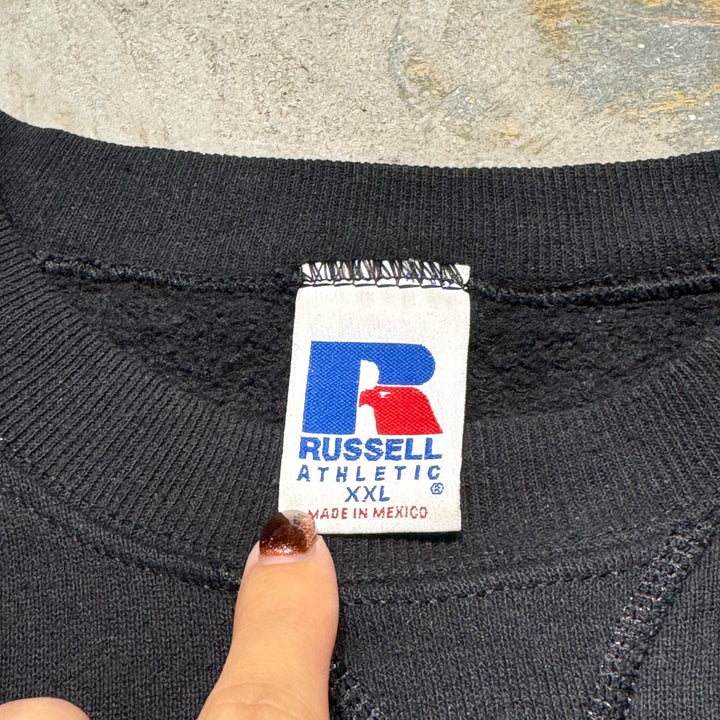 RUSSELL
ATHLETIC
XXL ®
MADE IN MEXICO